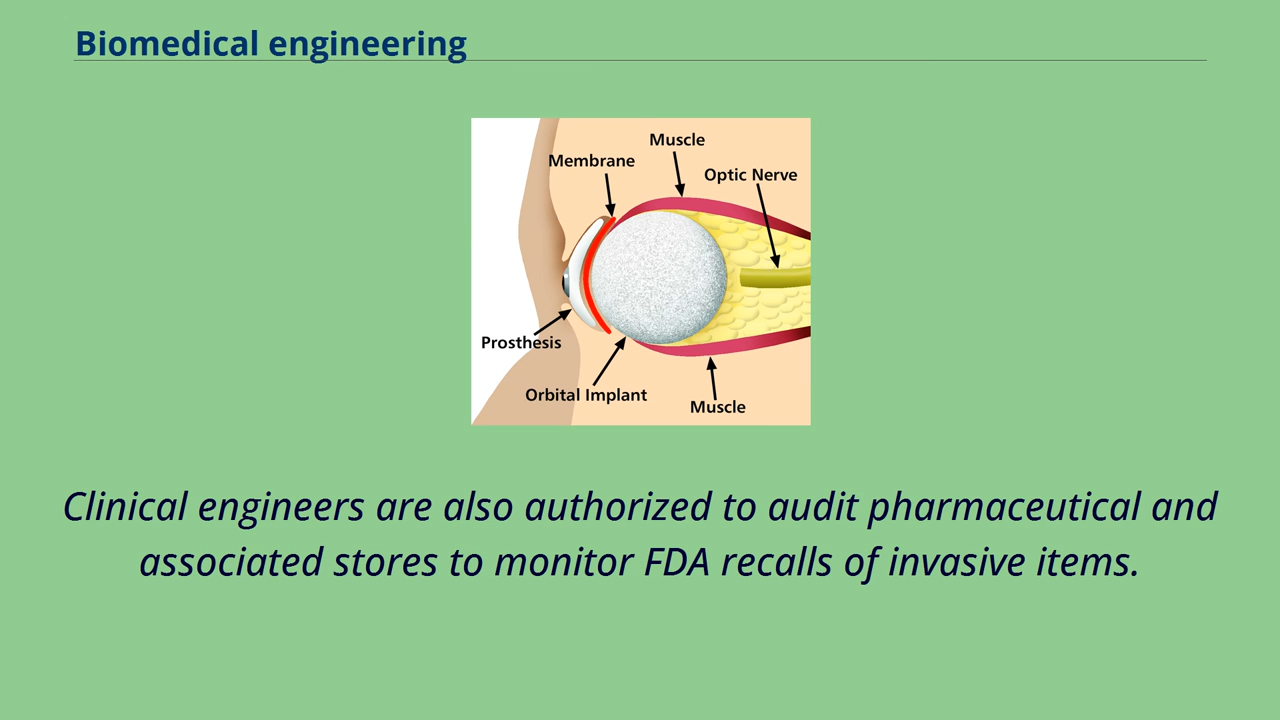 Biomedical engineering
Muscle
Membrane
Optic Nerve
Prosthesis
Orbital Implant
Muscle
Clinical engineers are also authorized to audit pharmaceutical and
associated stores to monitor FDA recalls of invasive items.